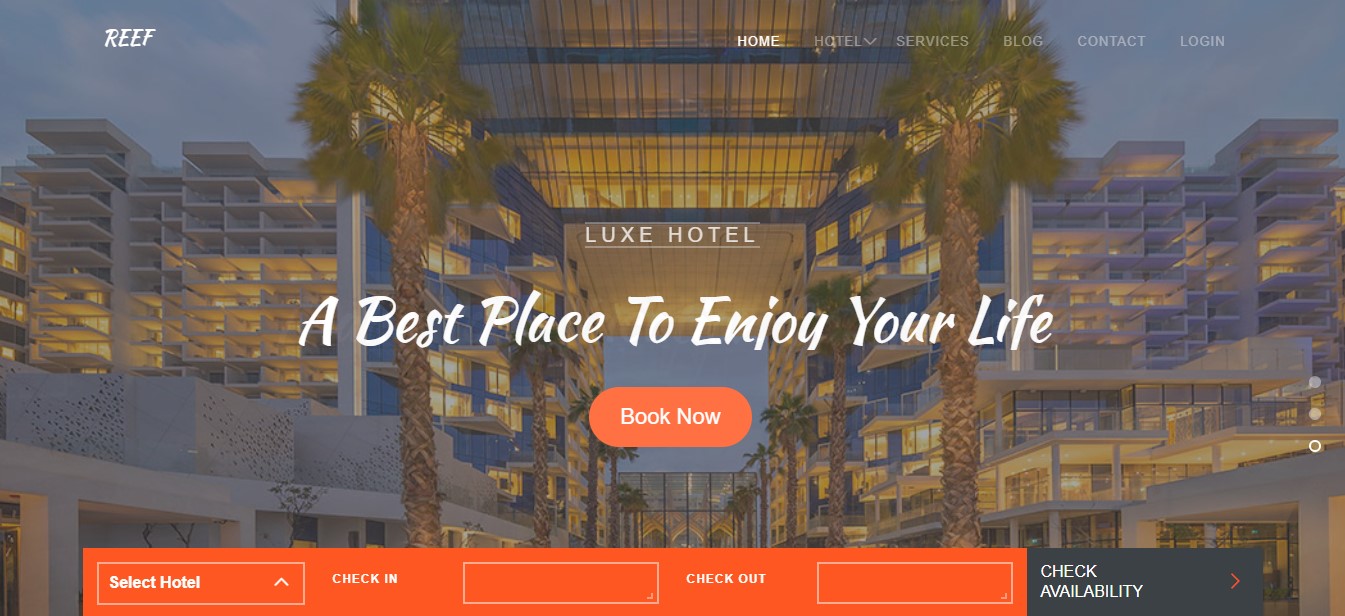 REEF
HOME HOTEL SERVICES BLOG CONTACT LOGIN
LUXE HOTEL
A Best Place To Enjoy Your Life
Book Now
Select Hotel
CHECK IN
CHECK OUT
CHECK
AVAILABILITY